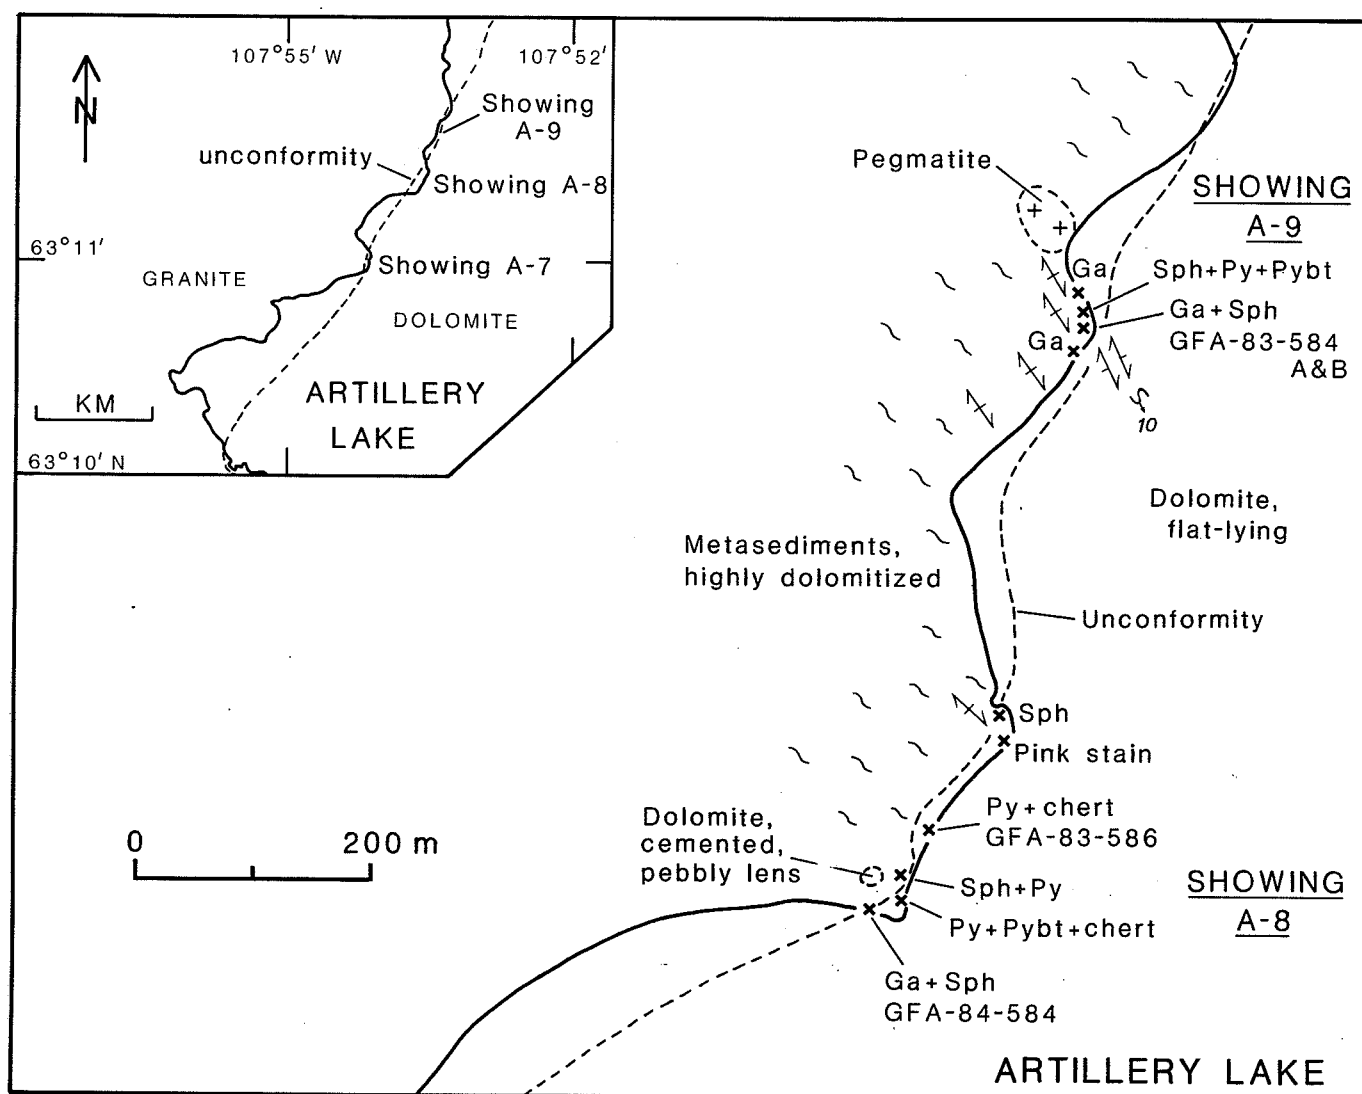 107°55' W
107°52'
N
Showing
A-9
unconformity
Showing A-8
63°11'
Showing A-7
GRANITE
DOLOMITE
KM
ARTILLERY
LAKE
63°10' N
Pegmatite
SHOWING
A-9
Ga
Sph+Py+Pybt
Ga+Sph
GFA-83-584
A&B
Ga
10
Dolomite,
flat-lying
Metasediments,
highly dolomitized
Unconformity
Sph
Pink stain
Py+chert
GFA-83-586
Dolomite,
cemented,
pebbly lens
0
200 m
Sph+Py
SHOWING
A-8
Py+Pybt+chert
Ga+Sph
GFA-84-584
ARTILLERY LAKE